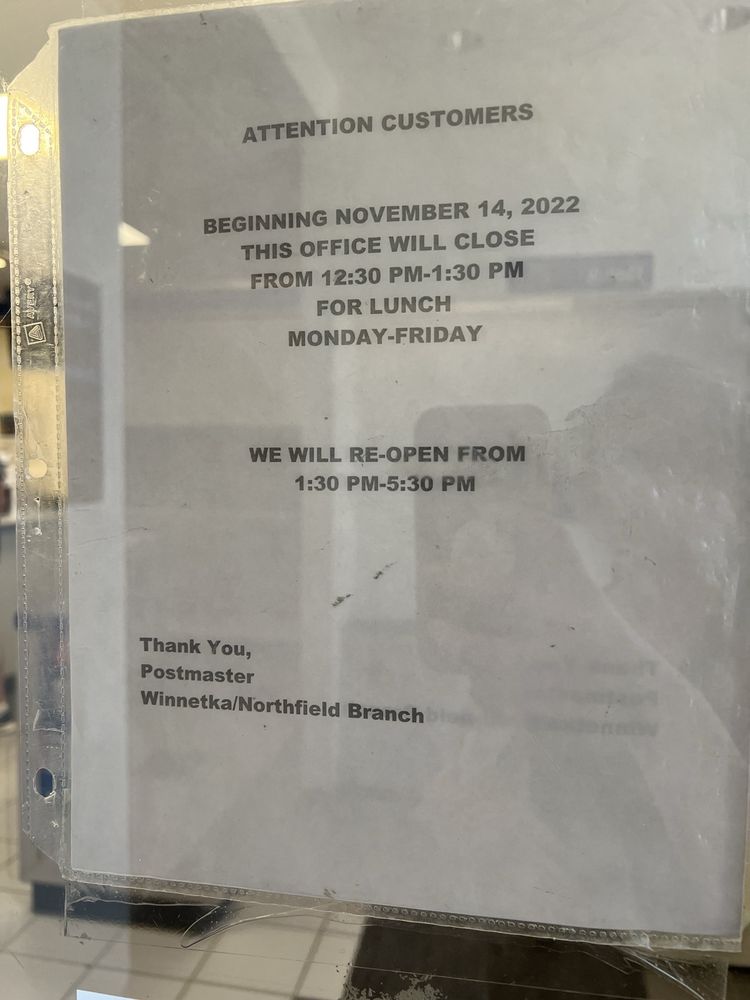 ATTENTION CUSTOMERS
BEGINNING NOVEMBER 14, 2022
THIS OFFICE WILL CLOSE
FROM 12:30 PM-1:30 PM
FOR LUNCH
MONDAY-FRIDAY
WE WILL RE-OPEN FROM
1:30 PM-5:30 PM
Thank You,
Postmaster
Winnetka/Northfield Branch
AVERY